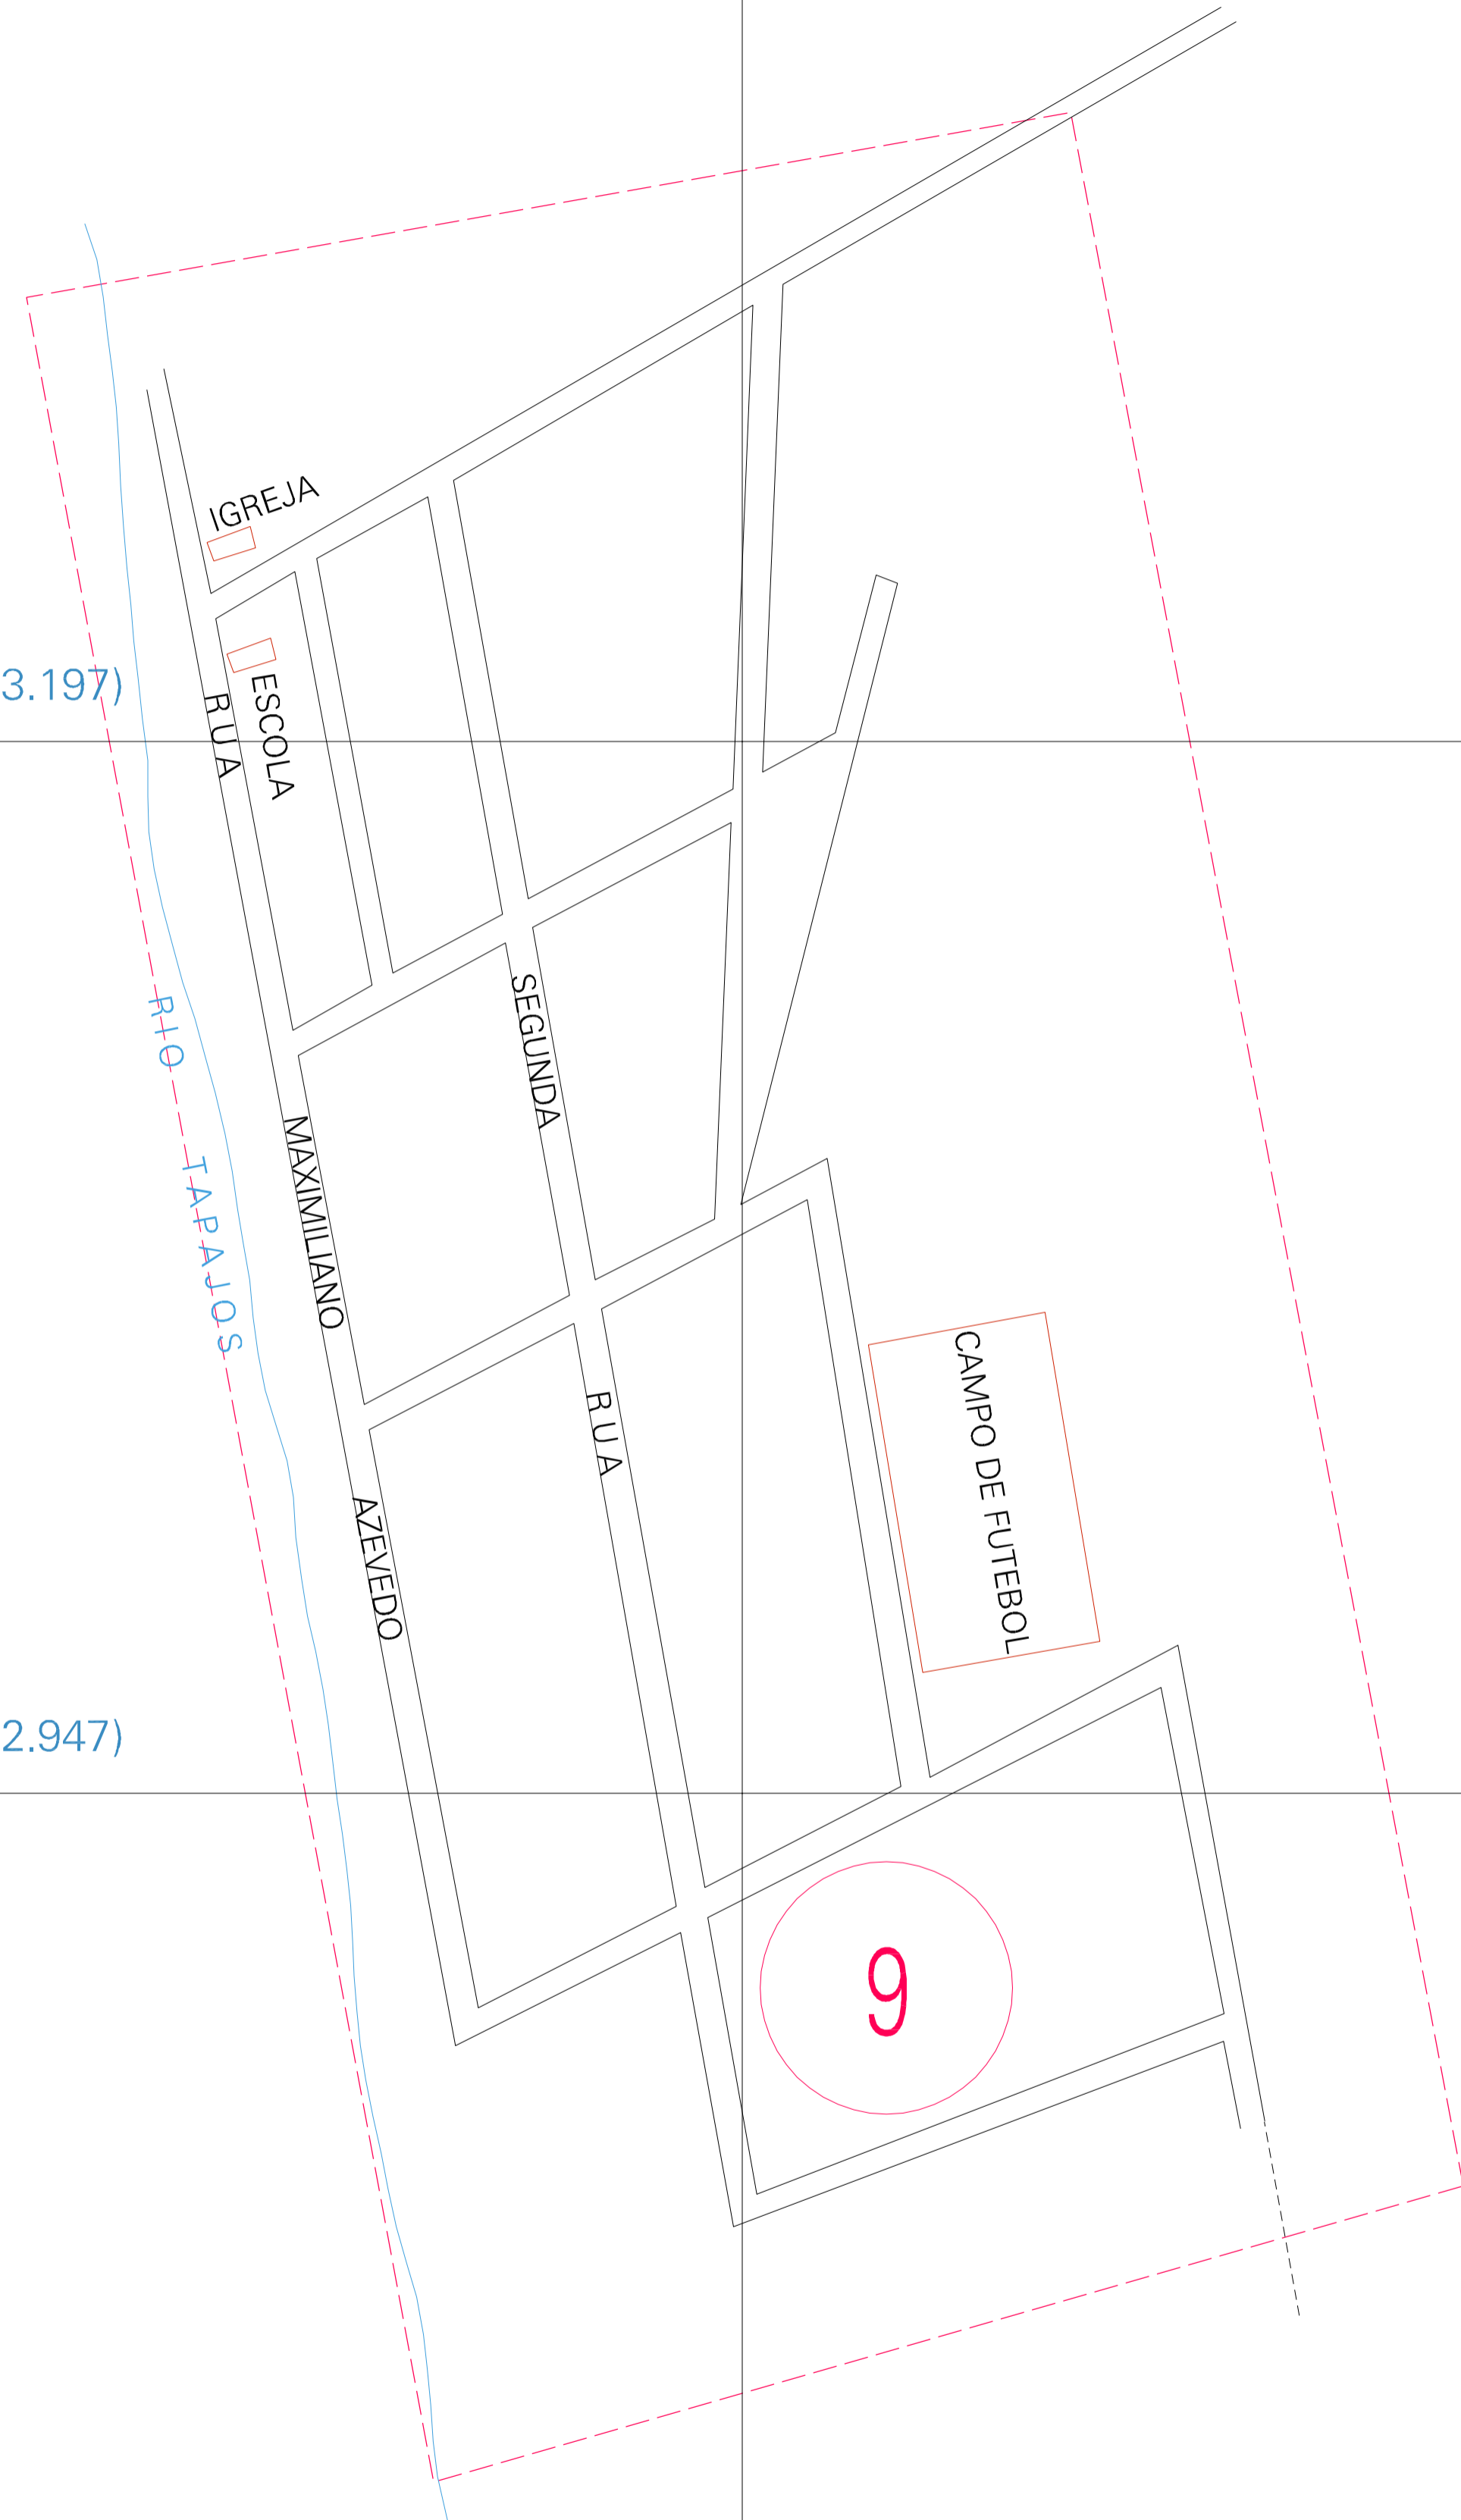 IGREJA
3.197)
RUA
ESCOLA
SEGUNDA
RIO TAPAJOS
MAXIMILIANO
CAMPO DE FUTEBOL
RUA
AZEVEDO
2.947)
9